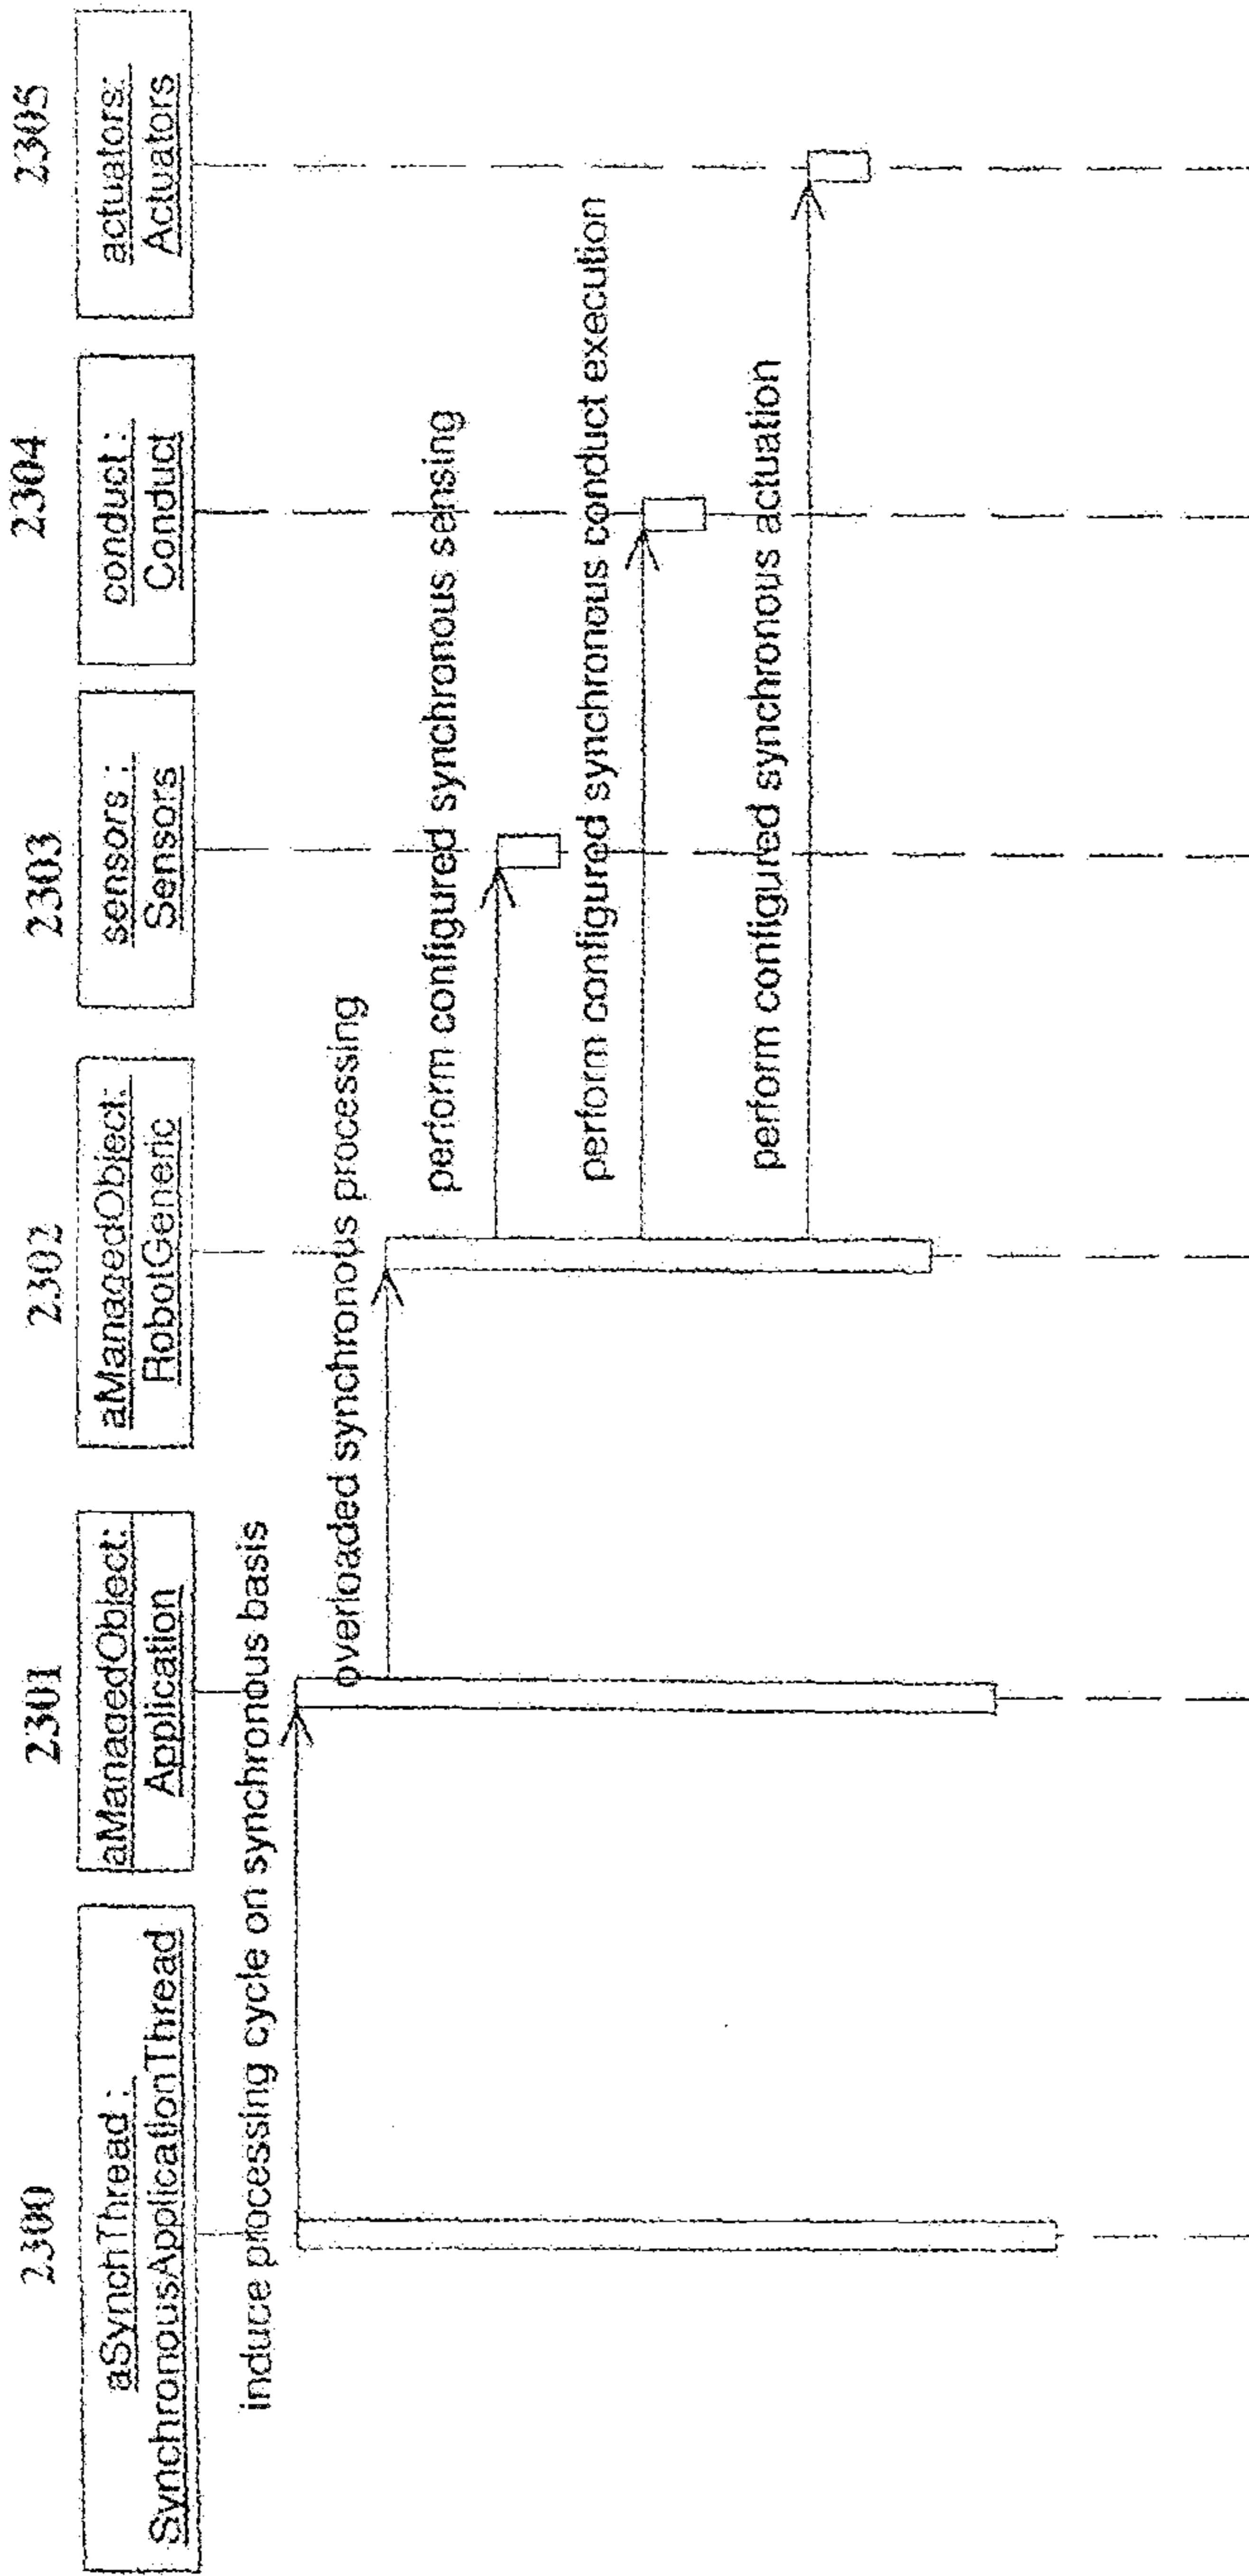 2300
aSynchThread :
SynchronousApplicationThread
2301
aManagedObject:
Application
2302
aManagedObject:
RobotGeneric
2303
sensors :
Sensors
2304
conduct :
Conduct
2305
actuators:
Actuators
induce processing cycle on synchronous basis
overloaded synchronous processing
perform configured synchronous sensing
perform configured synchronous conduct execution
perform configured synchronous actuation